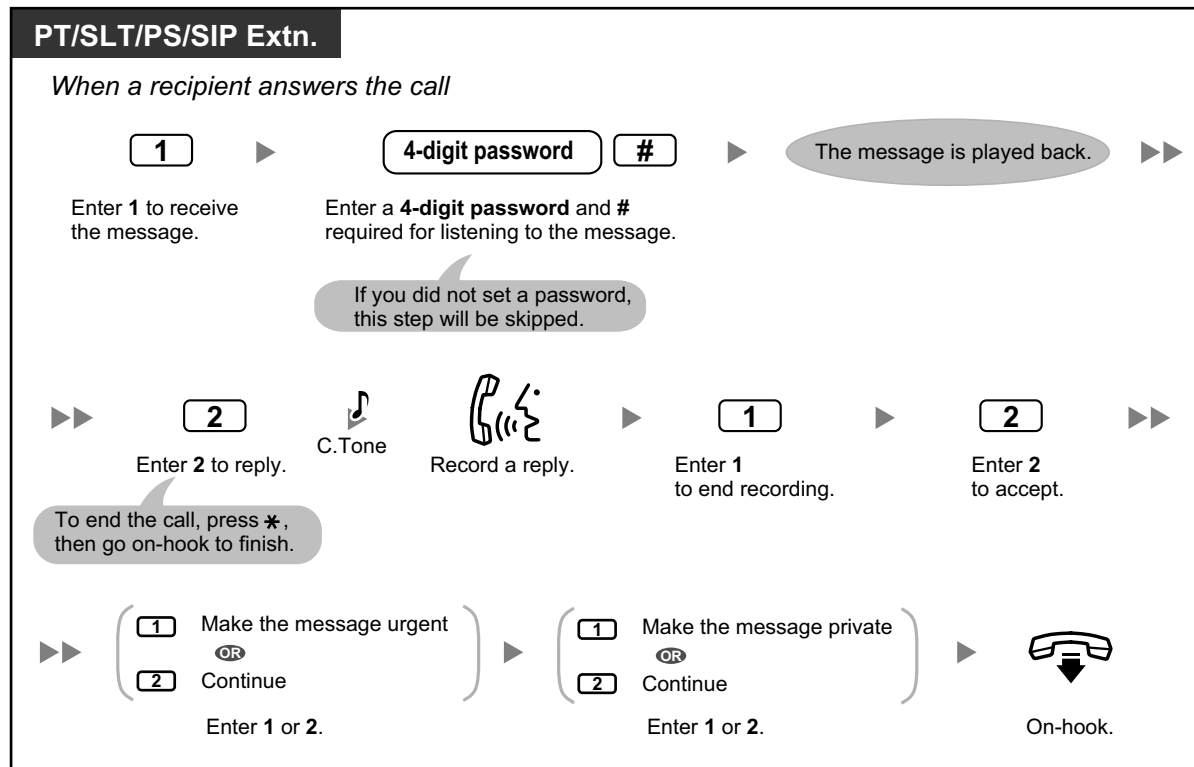 PT/SLT/PS/SIP Extn.
When a recipient answers the call
1
4-digit password #
The message is played back.
Enter 1 to receive
the message.
Enter a 4-digit password and #
required for listening to the message.
If you did not set a password,
this step will be skipped.
2
C.Tone
1
2
Enter 2 to reply.
Record a reply.
Enter 1
to end recording.
Enter 2
to accept.
To end the call, press *,
then go on-hook to finish.
1 Make the message urgent
OR
2 Continue
Enter 1 or 2.
1 Make the message private
OR
2 Continue
Enter 1 or 2.
On-hook.